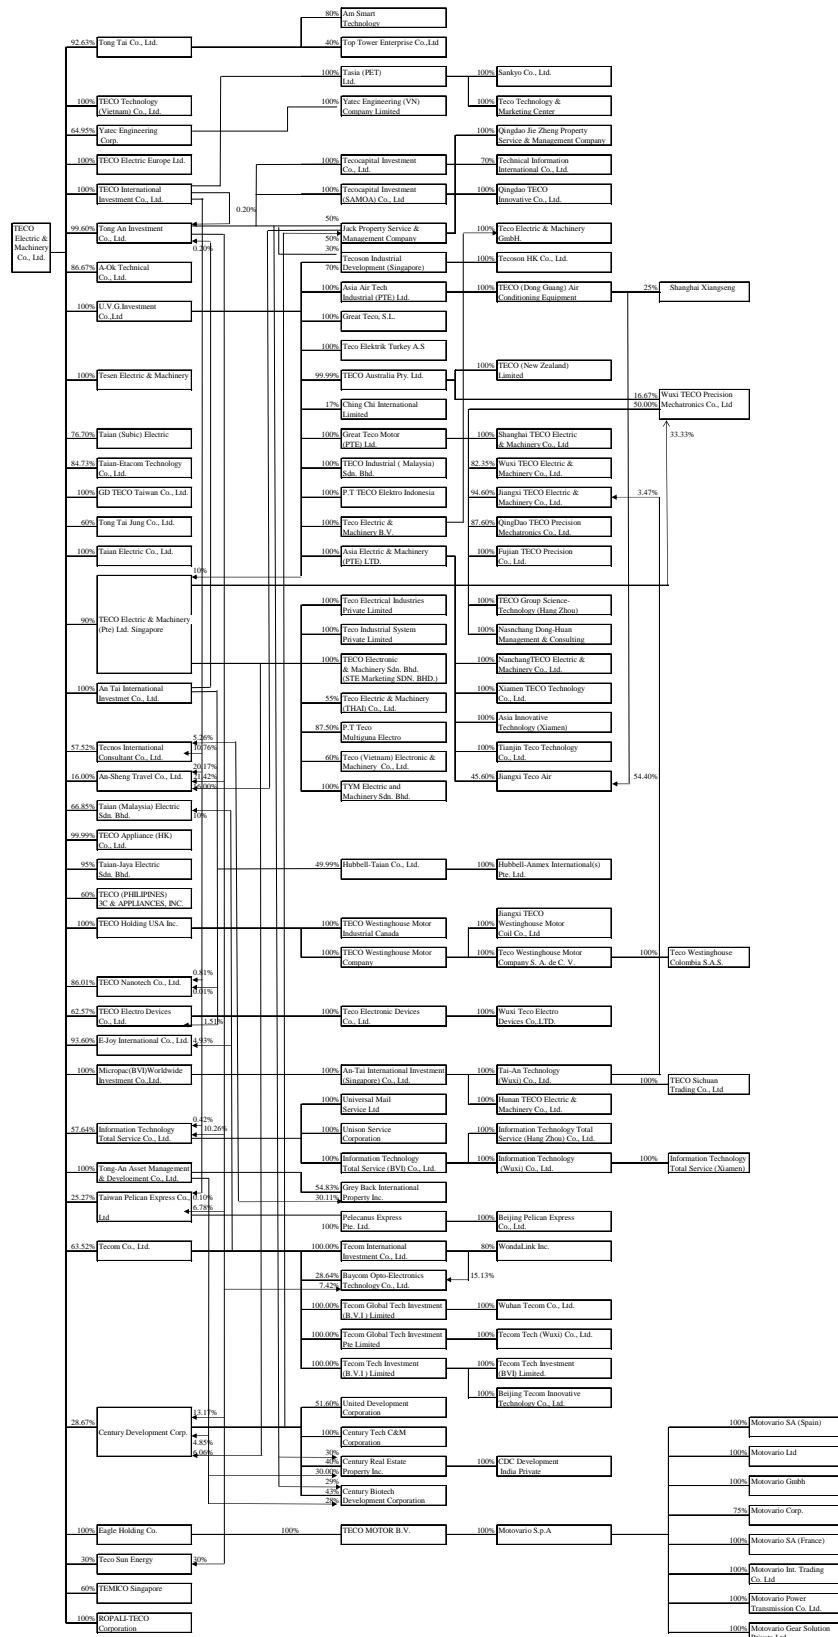 80% Am Smart
Technology
92.63% Tong Tai Co., Ltd.
40% Top Tower Enterprise Co.,Ltd
100% Tasia (PET)
Ltd.
100% Sankyo Co., Ltd.
100% TECO Technology
(Vietnam) Co., Ltd.
100% Yatec Engineering (VN)
Company Limited
100% Teco Technology &
Marketing Center
64.95% Yatec Engineering
Corp.
100% Qingdao Jie Zheng Property
Service & Management Company
100% TECO Electric Europe Ltd.
100% Tecocapital Investment
Co., Ltd.
70% Technical Information
International Co., Ltd.
100% TECO International
Investment Co., Ltd.
100% Tecocapital Investment
(SAMOA) Co., Ltd
100% Qingdao TECO
Innovative Co., Ltd.
0.20%
TECO
Electric &
Machinery
Co., Ltd.
99.60% Tong An Investment
Co., Ltd.
0.20%
50%
Jack Property Service &
Management Company
50%
100% Teco Electric & Machinery
GmbH.
30%
86.67% A-Ok Technical
Co., Ltd.
Tecoson Industrial
Development (Singapore)
70%
100% Tecoson HK Co., Ltd.
100% U.V.G.Investment
Co.,Ltd
100% Asia Air Tech
Industrial (PTE) Ltd.
100% TECO (Dong Guang) Air
Conditioning Equipment
25% Shanghai Xiangseng
100% Great Teco, S.L.
100% Teco Elektrik Turkey A.S
100% Tesen Electric & Machinery
99.99% TECO Australia Pty. Ltd.
100% TECO (New Zealand)
Limited
16.67% Wuxi TECO Precision
50.00% Mechatronics Co., Ltd
17% Ching Chi International
Limited
33.33%
76.70% Taian (Subic) Electric
100% Great Teco Motor
(PTE) Ltd.
100% Shanghai TECO Electric
& Machinery Co., Ltd
84.73% Taian-Etacom Technology
Co., Ltd.
100% TECO Industrial ( Malaysia)
Sdn. Bhd.
82.35% Wuxi TECO Electric &
Machinery Co., Ltd.
100% GD TECO Taiwan Co., Ltd.
100% P.T TECO Elektro Indonesia
94.60% Jiangxi TECO Electric &
Machinery Co., Ltd.
3.47%
60% Tong Tai Jung Co., Ltd.
100% Teco Electric &
Machinery B.V.
87.60% QingDao TECO Precision
Mechatronics Co., Ltd.
100% Taian Electric Co., Ltd.
100% Asia Electric & Machinery
(PTE) LTD.
100% Fujian TECO Precision
Co., Ltd.
10%
90% TECO Electric & Machinery
(Pte) Ltd. Singapore
100% Teco Electrical Industries
Private Limited
100% TECO Group Science-
Technology (Hang Zhou)
100% Teco Industrial System
Private Limited
100% Nasnchang Dong-Huan
Management & Consulting
100% TECO Electronic
& Machinery Sdn. Bhd.
(STE Marketing SDN. BHD.)
100% NanchangTECO Electric &
Machinery Co., Ltd.
100% An Tai International
Investmet Co., Ltd.
55% Teco Electric & Machinery
(THAI) Co., Ltd.
100% Xiamen TECO Technology
Co., Ltd.
87.50% P.T Teco
Multiguna Electro
100% Asia Innovative
Technology (Xiamen)
5.26%
57.52% Tecnos International
Consultant Co., Ltd.
10.76%
60% Teco (Vietnam) Electronic &
Machinery Co., Ltd.
100% Tianjin Teco Technology
Co., Ltd.
20.17%
16.00% An-Sheng Travel Co., Ltd.
100% TYM Electric and
Machinery Sdn. Bhd.
45.60% Jiangxi Teco Air
54.40%
66.85% Taian (Malaysia) Electric
Sdn. Bhd.
10%
99.99% TECO Appliance (HK)
Co., Ltd.
95% Taian-Jaya Electric
Sdn. Bhd.
49.99% Hubbell-Taian Co., Ltd.
100% Hubbell-Anmex International(s)
Pte. Ltd.
60% TECO (PHILIPINES)
3C & APPLIANCES, INC.
100% TECO Holding USA Inc.
100% TECO Westinghouse Motor
Industrial Canada
100% Jiangxi TECO
Westinghouse Motor
Coil Co., Ltd
100% TECO Westinghouse Motor
Company
100% Teco Westinghouse Motor
Company S. A. de C. V.
100% Teco Westinghouse
Colombia S.A.S.
0.81%
86.01% TECO Nanotech Co., Ltd.
0.01%
62.57% TECO Electro Devices
Co., Ltd.
1.51%
100% Teco Electronic Devices
Co., Ltd.
100% Wuxi Teco Electro
Devices Co,.LTD.
93.60% E-Joy International Co., Ltd.
4.93%
100% Micropac(BVI)Worldwide
Investment Co.,Ltd.
100% An-Tai International Investment
(Singapore) Co., Ltd.
100% Tai-An Technology
(Wuxi) Co., Ltd.
100% TECO Sichuan
Trading Co., Ltd
100% Universal Mail
Service Ltd
100% Hunan TECO Electric &
Machinery Co., Ltd.
0.42%
57.64% Information Technology
Total Service Co., Ltd.
10.26%
100% Unison Service
Corporation
100% Information Technology Total
Service (Hang Zhou) Co., Ltd.
100% Tong-An Asset Management
& Develoement Co., Ltd.
100% Information Technology
Total Service (BVI) Co., Ltd.
100% Information Technology
(Wuxi) Co., Ltd.
100% Information Technology
Total Service (Xiamen)
25.27% Taiwan Pelican Express Co.,
Ltd
0.10%
6.78%
54.83% Grey Back International
30.11% Property Inc.
Pelecanus Express
100% Pte. Ltd.
100% Beijing Pelican Express
Co., Ltd.
63.52% Tecom Co., Ltd.
100.00% Tecom International
Investment Co., Ltd.
80% WondaLink Inc.
28.64% Baycom Opto-Electronics
7.42% Technology Co., Ltd.
15.13%
100.00% Tecom Global Tech Investment
(B.V.I ) Limited
100% Wuhan Tecom Co., Ltd.
100.00% Tecom Global Tech Investment
Pte Limited
100% Tecom Tech (Wuxi) Co., Ltd.
100.00% Tecom Tech Investment
(B.V.I ) Limited
100% Tecom Tech Investment
(BVI) Limited.
100% Beijing Tecom Innovative
Technology Co., Ltd.
13.17%
28.67% Century Development Corp.
4.85%
6.06%
51.60% United Development
Corporation
100% Century Tech C&M
Corporation
30%
40% Century Real Estate
30.00% Property Inc.
100% CDC Development
India Private
29%
43% Century Biotech
28% Development Corporation
100% Motovario SA (Spain)
100% Motovario Ltd
100% Motovario Gmbh
75% Motovario Corp.
100% Eagle Holding Co.
100% TECO MOTOR B.V.
100% Motovario S.p.A
100% Motovario SA (France)
30% Teco Sun Energy
30%
100% Motovario Int. Trading
Co. Ltd
60% TEMICO Singapore
100% Motovario Power
Transmission Co. Ltd.
100% ROPALI-TECO
Corporation
100% Motovario Gear Solution